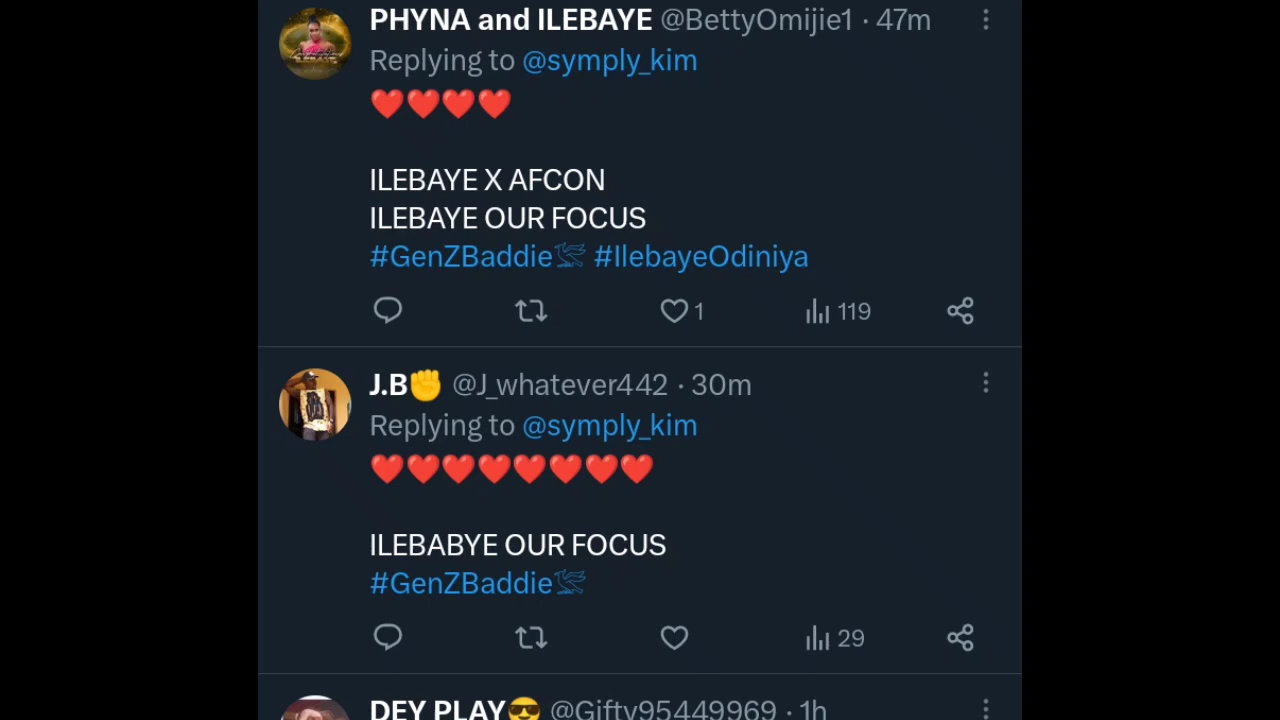 PHYNA and ILEBAYE @BettyOmijie1 · 47m
Replying to @symply_kim
❤️❤️❤️❤️
ILEBAYE X AFCON
ILEBAYE OUR FOCUS
#GenZBaddie #IlebayeOdiniya
1 119
J.B✊ @J_whatever442 · 30m
Replying to @symply_kim
❤️❤️❤️❤️❤️❤️❤️❤️
ILEBABYE OUR FOCUS
#GenZBaddie
29
DEY PLAY😎 @Gifty95449969 · 1h